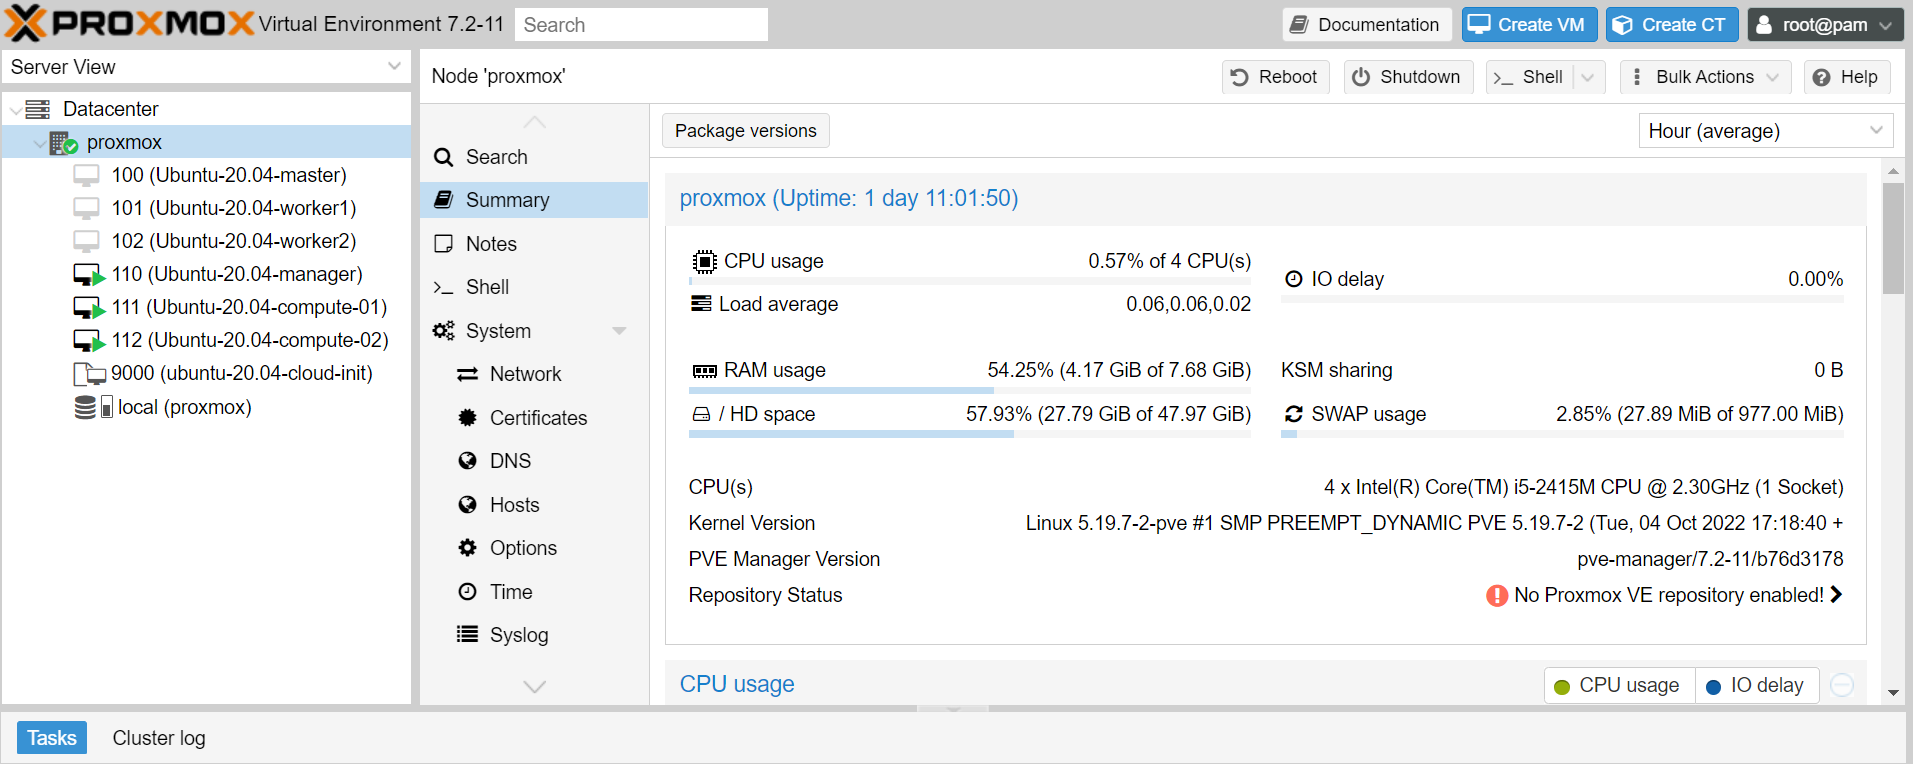 PROXMOX Virtual Environment 7.2-11 Search Documentation Create VM Create CT root@pam
Server View
Datacenter
proxmox
100 (Ubuntu-20.04-master)
101 (Ubuntu-20.04-worker1)
102 (Ubuntu-20.04-worker2)
110 (Ubuntu-20.04-manager)
111 (Ubuntu-20.04-compute-01)
112 (Ubuntu-20.04-compute-02)
9000 (ubuntu-20.04-cloud-init)
local (proxmox)
Node 'proxmox' Reboot Shutdown Shell Bulk Actions Help
Search
Summary
Notes
Shell
System
Network
Certificates
DNS
Hosts
Options
Time
Syslog
Package versions Hour (average)
proxmox (Uptime: 1 day 11:01:50)
CPU usage 0.57% of 4 CPU(s)
IO delay 0.00%
Load average 0.06,0.06,0.02
RAM usage 54.25% (4.17 GiB of 7.68 GiB) KSM sharing 0 B
/ HD space 57.93% (27.79 GiB of 47.97 GiB) SWAP usage 2.85% (27.89 MiB of 977.00 MiB)
CPU(s) 4 x Intel(R) Core(TM) i5-2415M CPU @ 2.30GHz (1 Socket)
Kernel Version Linux 5.19.7-2-pve #1 SMP PREEMPT_DYNAMIC PVE 5.19.7-2 (Tue, 04 Oct 2022 17:18:40 +
PVE Manager Version pve-manager/7.2-11/b76d3178
Repository Status No Proxmox VE repository enabled!
CPU usage CPU usage IO delay
Tasks Cluster log